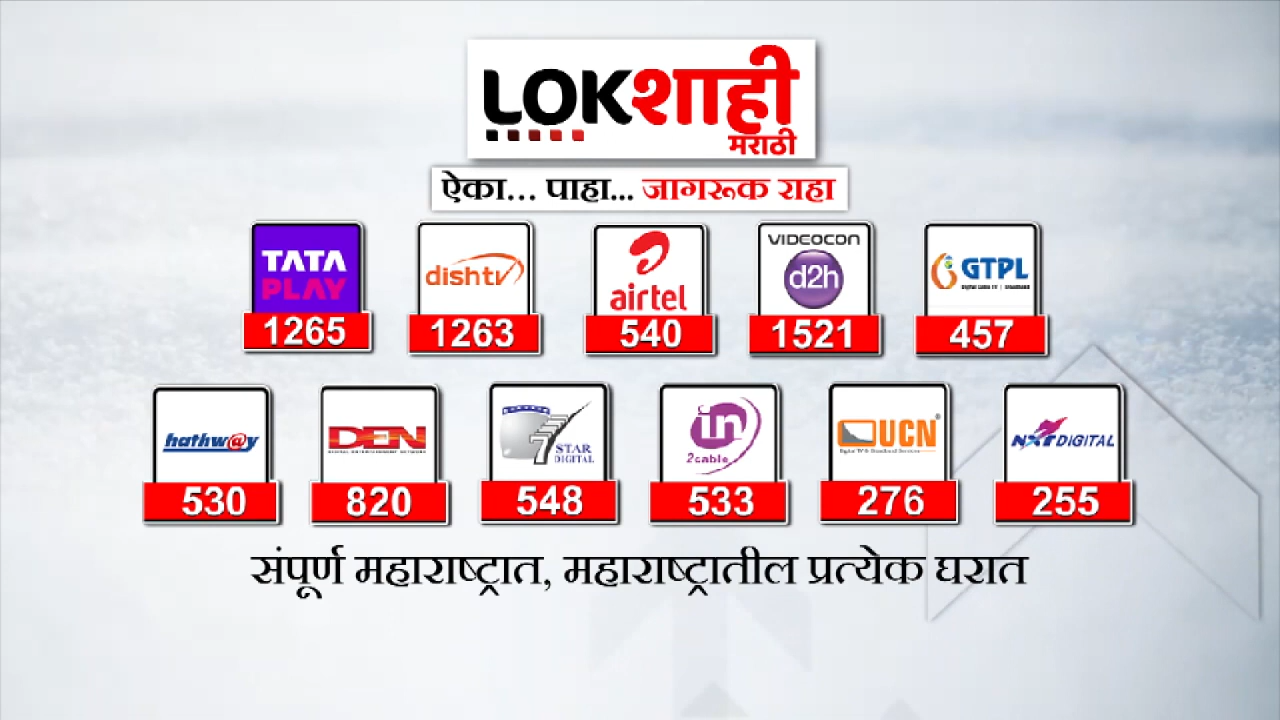 LOKशाही
मराठी
ऐका... पाहा... जागरूक राहा
TATA PLAY
dishtv
airtel
VIDEOCON d2h
GTPL
1265
1263
540
1521
457
hathw@y
DEN
7 STAR DIGITAL
in 2cable
UCN
NXT DIGITAL
530
820
548
533
276
255
संपूर्ण महाराष्ट्रात, महाराष्ट्रातील प्रत्येक घरात